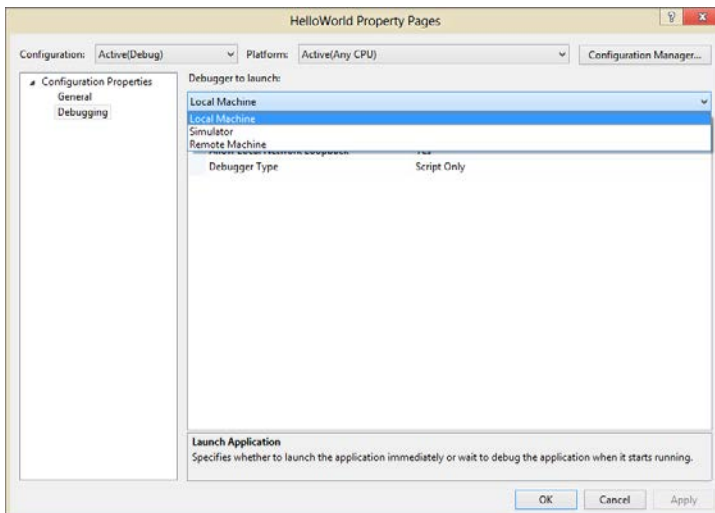 HelloWorld Property Pages
? x
Configuration: Active(Debug) Platform: Active(Any CPU) Configuration Manager...
Configuration Properties
General
Debugging
Debugger to launch:
Local Machine
Local Machine
Simulator
Remote Machine
Debugger Type Script Only
Launch Application
Specifies whether to launch the application immediately or wait to debug the application when it starts running.
OK Cancel Apply